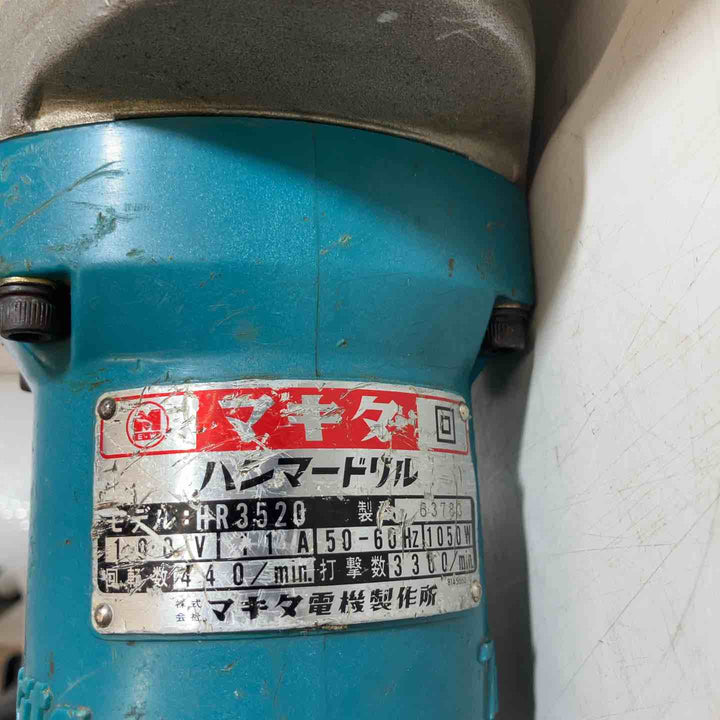 マキタ
ハンマードリル
モデル:HR3520 製番 63783
100V 11A 50-60Hz 1050W
回転数 440/min. 打撃数 3300/min.
株式会社 マキタ電機製作所